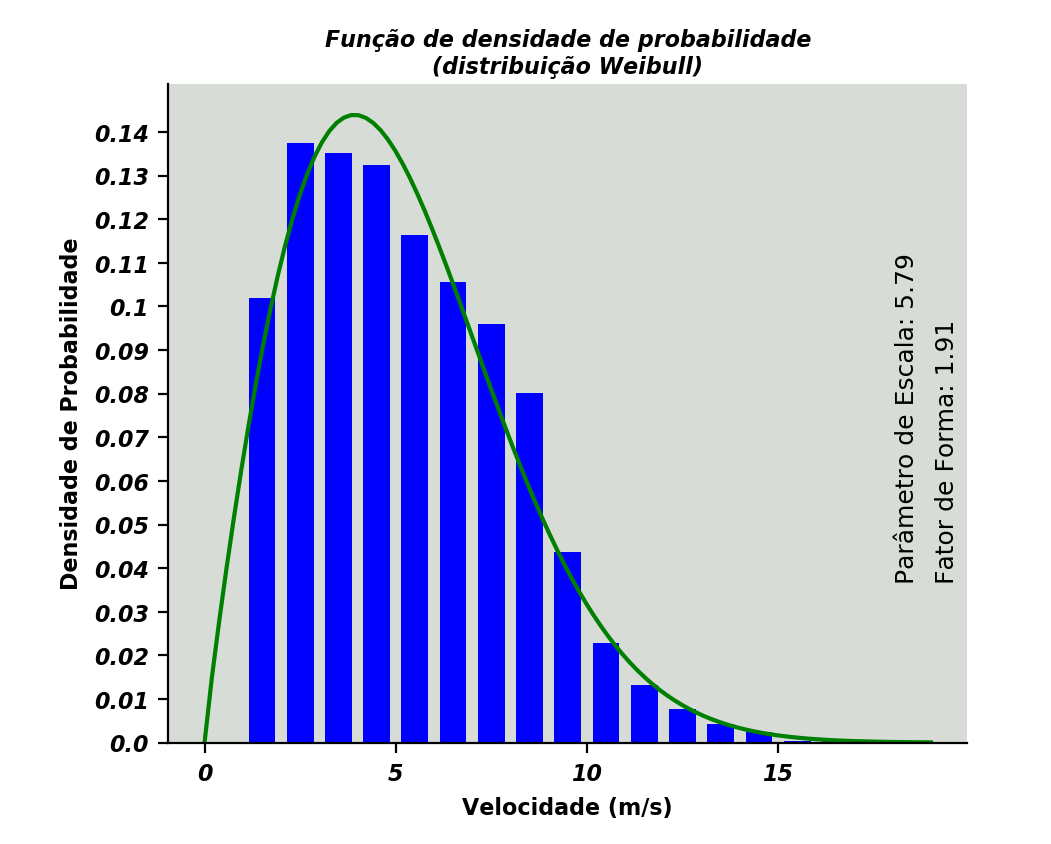 Função de densidade de probabilidade
(distribuição Weibull)
Densidade de Probabilidade
0.14
0.13
0.12
0.11
0.1
0.09
0.08
0.07
0.06
0.05
0.04
0.03
0.02
0.01
0.0
0 5 10 15
Velocidade (m/s)
Parâmetro de Escala: 5.79
Fator de Forma: 1.91